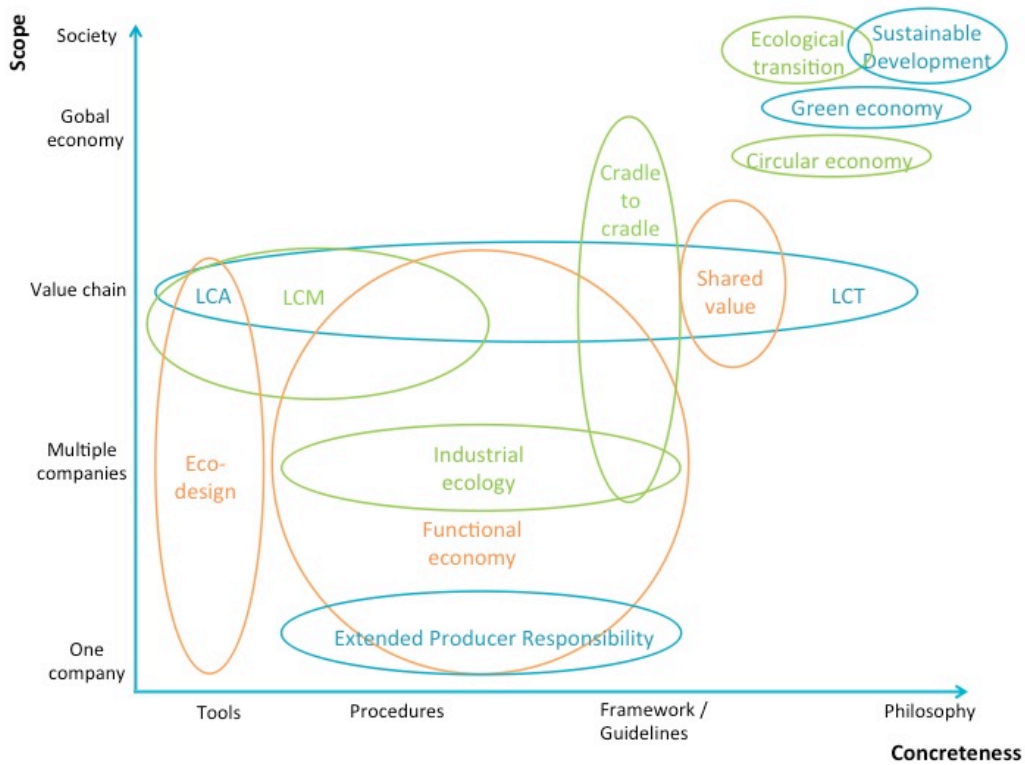 Scope
Society
Gobal
economy
Value chain
Multiple
companies
One
company
Ecological
transition
Sustainable
Development
Green economy
Circular economy
Cradle
to
cradle
Shared
value
LCA
LCM
LCT
Eco-
design
Industrial
ecology
Functional
economy
Extended Producer Responsibility
Tools
Procedures
Framework /
Guidelines
Philosophy
Concreteness